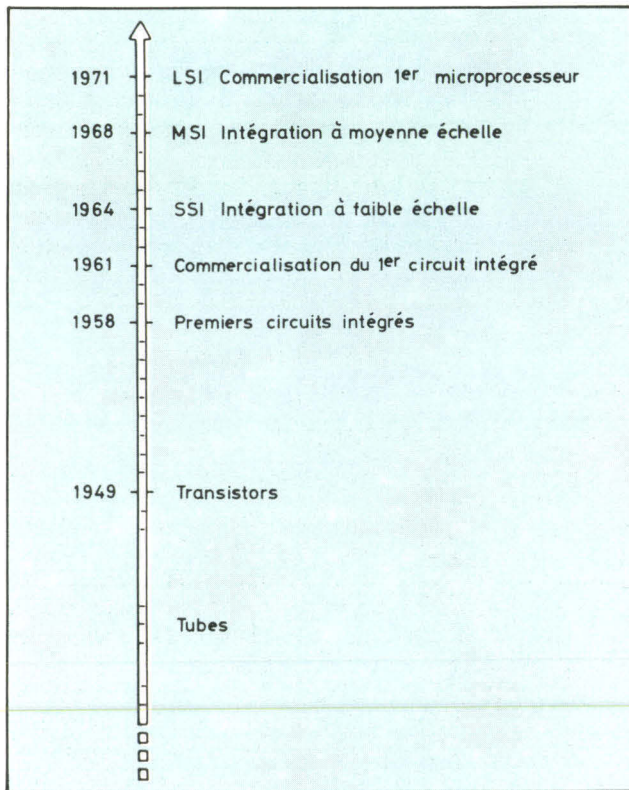 1971 LSI Commercialisation 1er microprocesseur
1968 MSI Intégration à moyenne échelle
1964 SSI Intégration à faible échelle
1961 Commercialisation du 1er circuit intégré
1958 Premiers circuits intégrés
1949 Transistors
Tubes